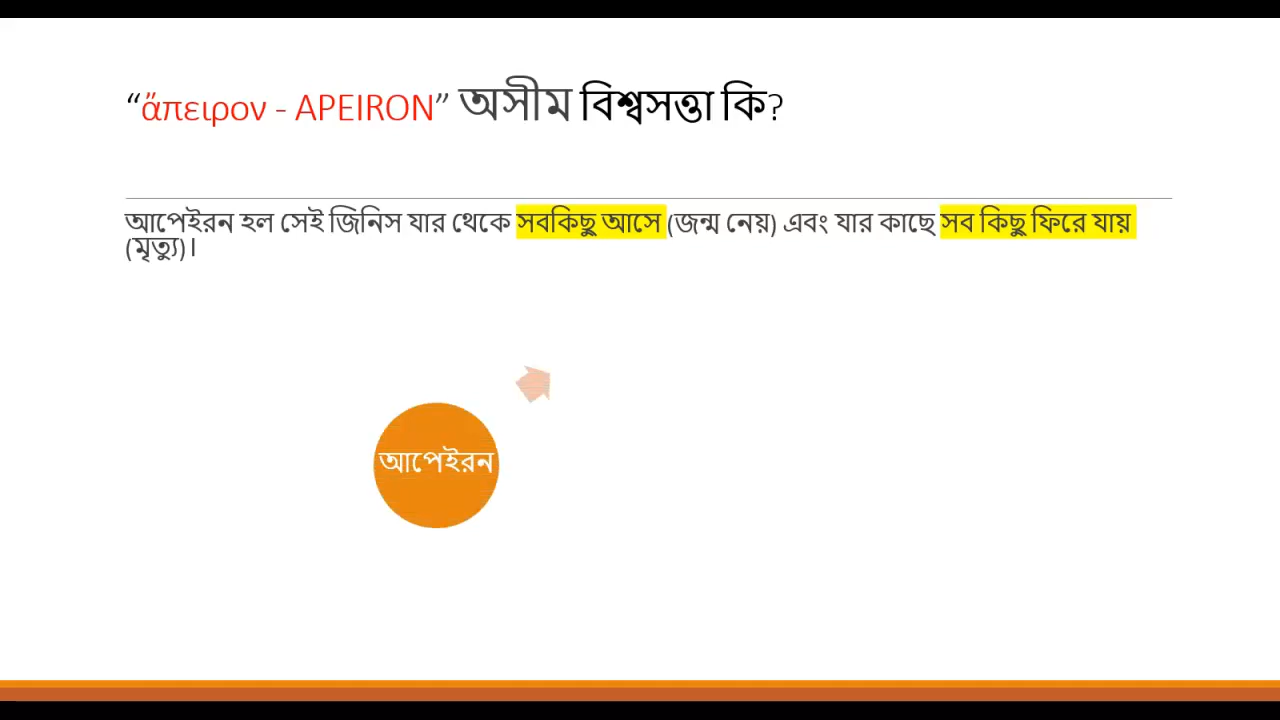 “ἄπειρον - APEIRON” অসীম বিশ্বসত্তা কি?
আপেইরন হল সেই জিনিস যার থেকে সবকিছু আসে (জন্ম নেয়) এবং যার কাছে সব কিছু ফিরে যায়
(মৃত্যু)।
আপেইরন